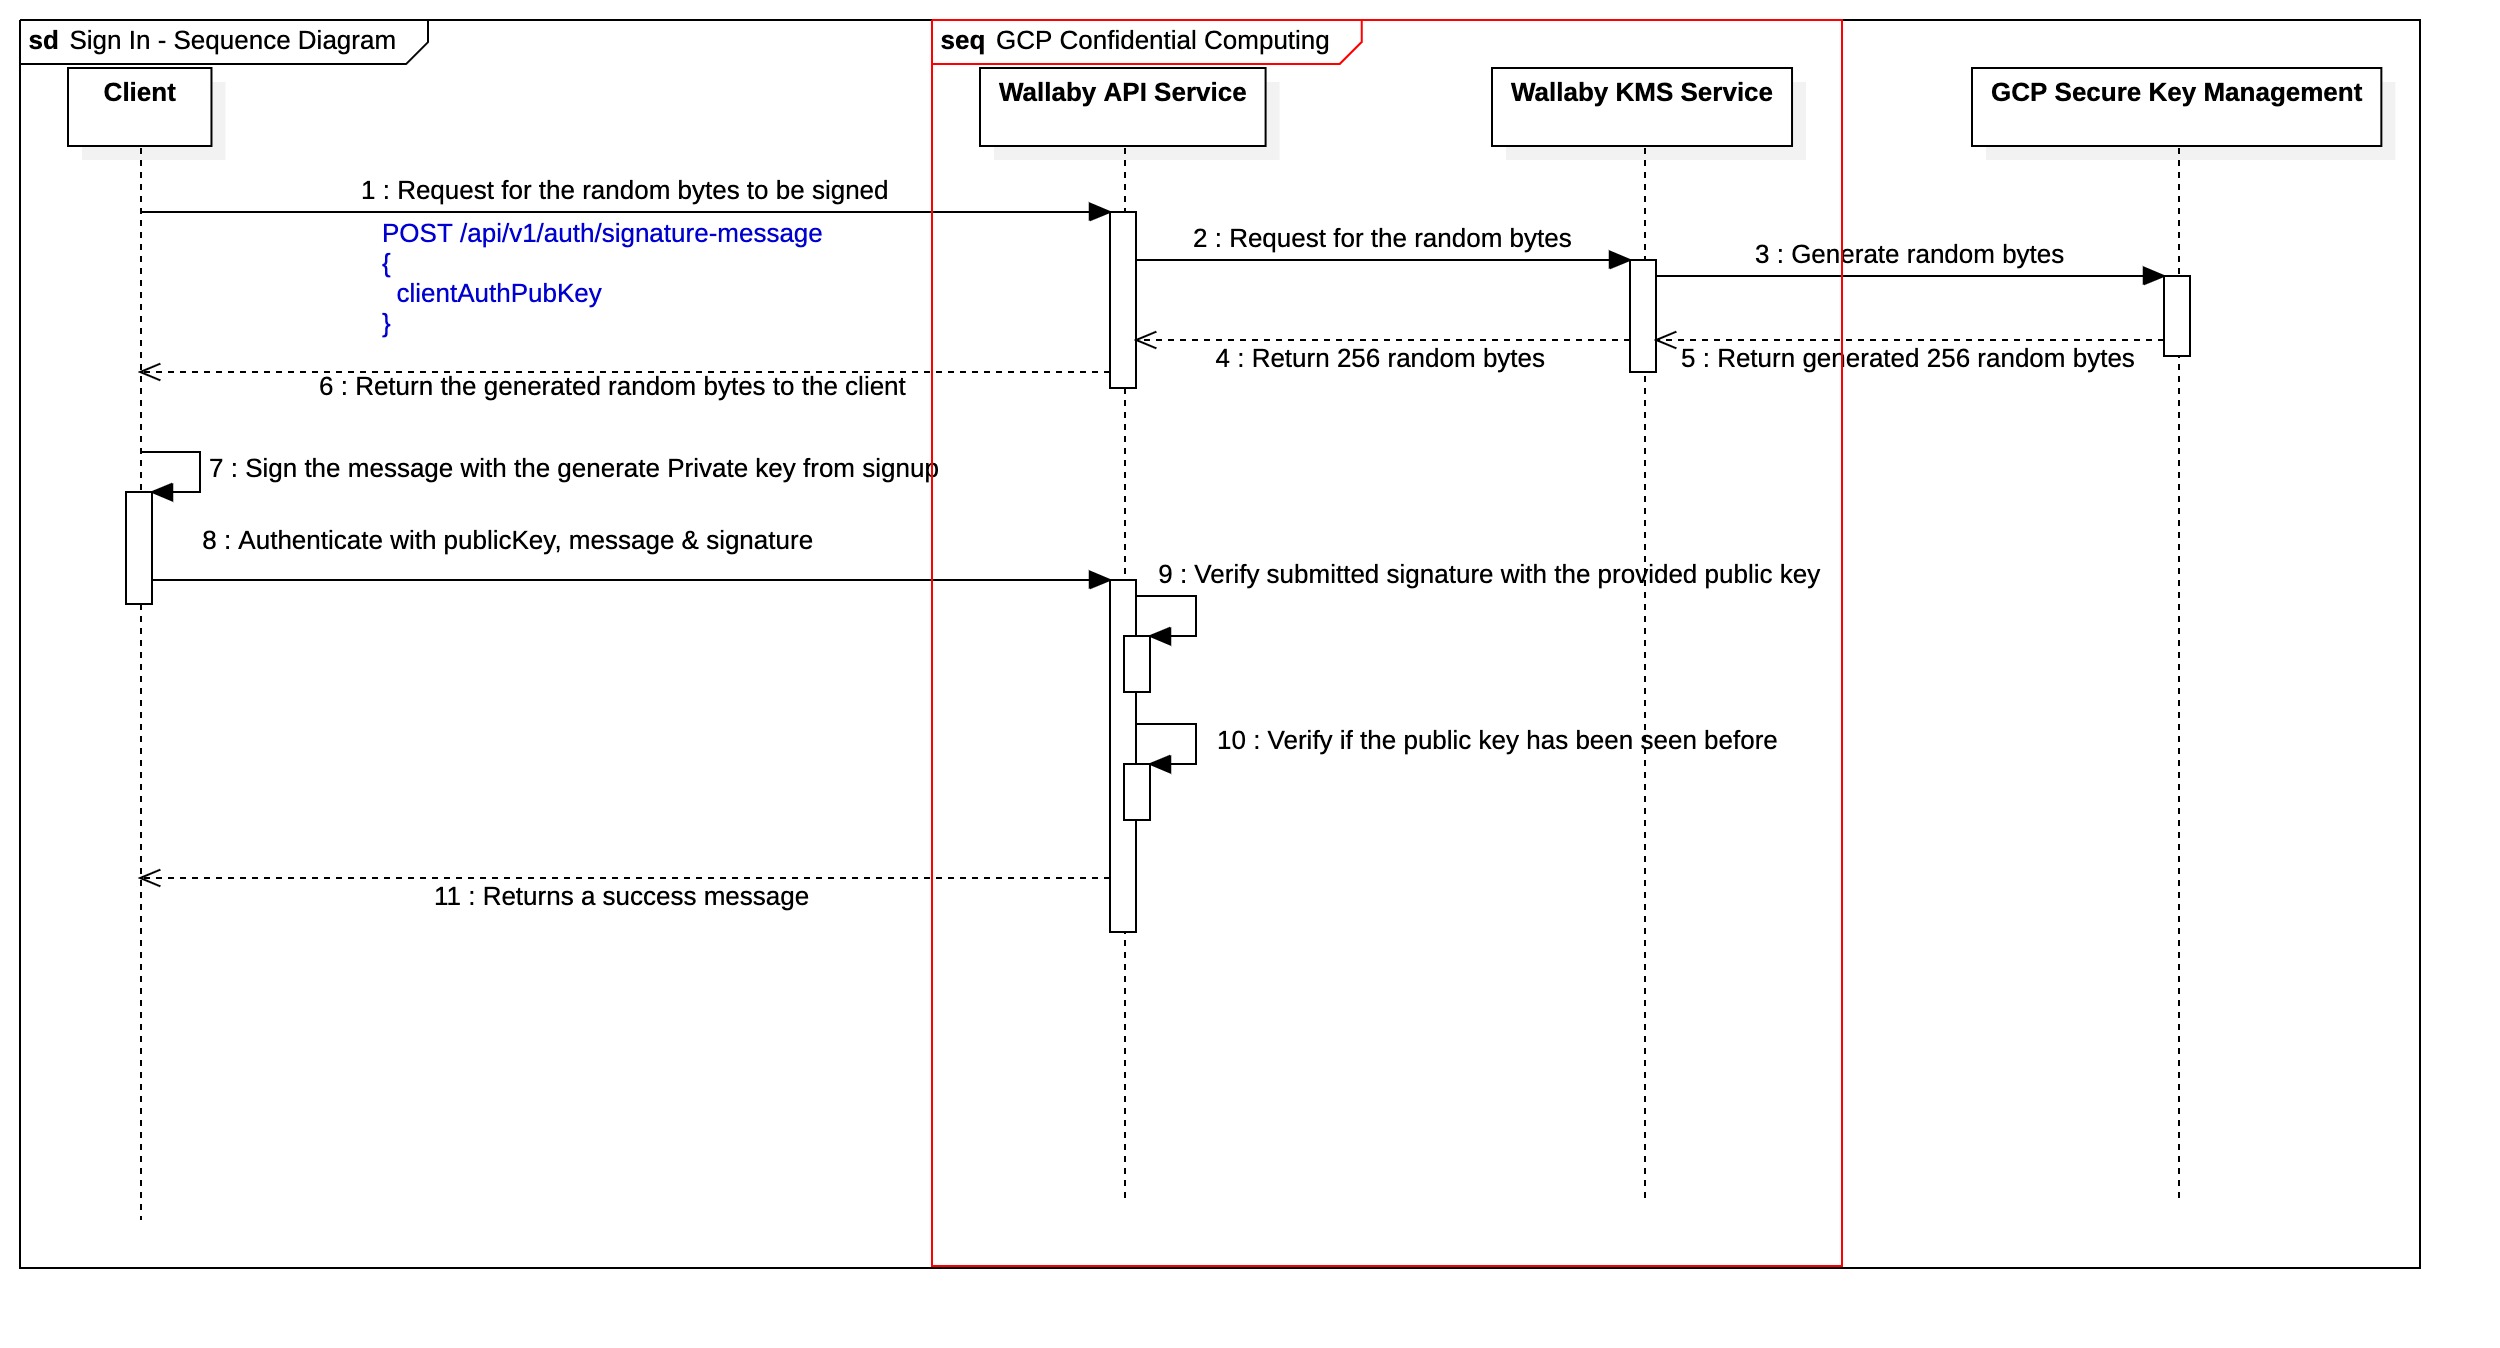 sd Sign In - Sequence Diagram
seq GCP Confidential Computing
Client
Wallaby API Service
Wallaby KMS Service
GCP Secure Key Management
1 : Request for the random bytes to be signed
POST /api/v1/auth/signature-message
{
clientAuthPubKey
}
2 : Request for the random bytes
3 : Generate random bytes
4 : Return 256 random bytes
5 : Return generated 256 random bytes
6 : Return the generated random bytes to the client
7 : Sign the message with the generate Private key from signup
8 : Authenticate with publicKey, message & signature
9 : Verify submitted signature with the provided public key
10 : Verify if the public key has been seen before
11 : Returns a success message